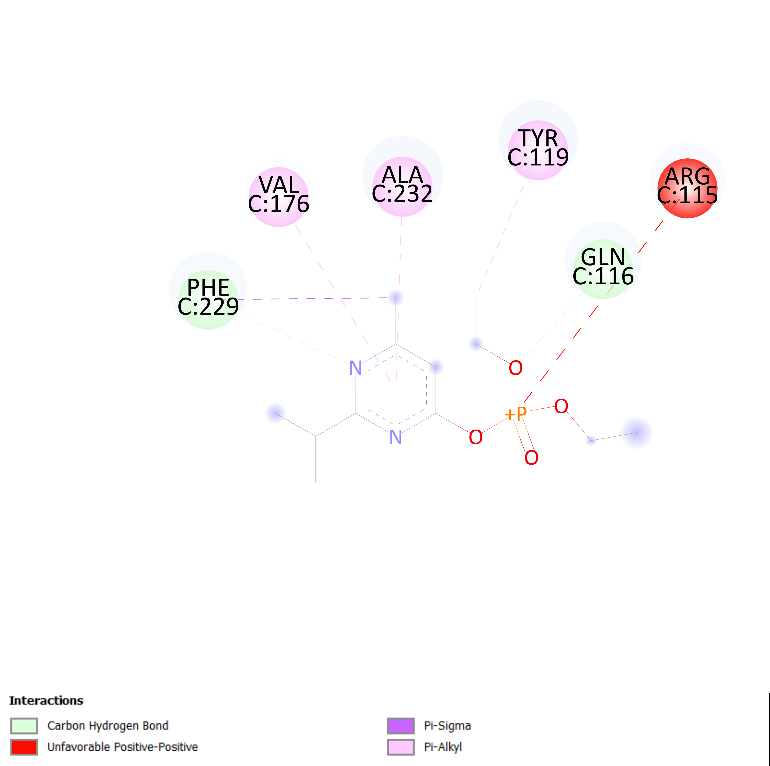 TYR
C:119
ALA
C:232
ARG
C:115
VAL
C:176
GLN
C:116
PHE
C:229
N
O
O
+P
N
O
O
Interactions
Carbon Hydrogen Bond
Unfavorable Positive-Positive
Pi-Sigma
Pi-Alkyl